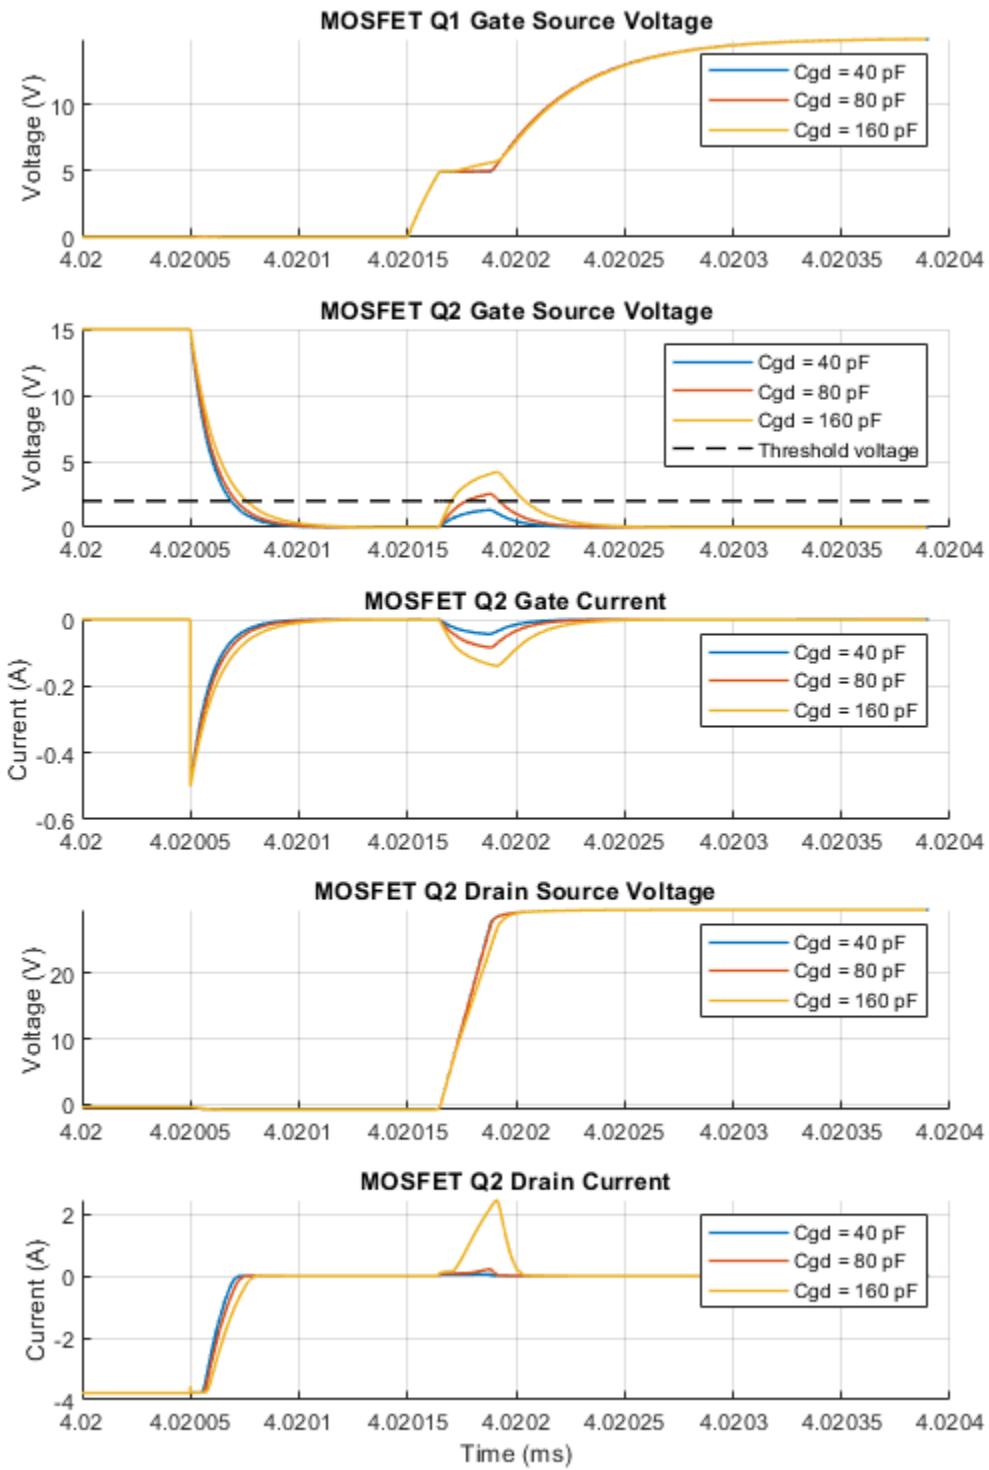 MOSFET Q1 Gate Source Voltage
Voltage (V)
10
5
0
Cgd = 40 pF
Cgd = 80 pF
Cgd = 160 pF
4.02 4.02005 4.0201 4.02015 4.0202 4.02025 4.0203 4.02035 4.0204
MOSFET Q2 Gate Source Voltage
Voltage (V)
15
10
5
0
Cgd = 40 pF
Cgd = 80 pF
Cgd = 160 pF
Threshold voltage
4.02 4.02005 4.0201 4.02015 4.0202 4.02025 4.0203 4.02035 4.0204
MOSFET Q2 Gate Current
Current (A)
0
-0.2
-0.4
-0.6
Cgd = 40 pF
Cgd = 80 pF
Cgd = 160 pF
4.02 4.02005 4.0201 4.02015 4.0202 4.02025 4.0203 4.02035 4.0204
MOSFET Q2 Drain Source Voltage
Voltage (V)
20
10
0
Cgd = 40 pF
Cgd = 80 pF
Cgd = 160 pF
4.02 4.02005 4.0201 4.02015 4.0202 4.02025 4.0203 4.02035 4.0204
MOSFET Q2 Drain Current
Current (A)
2
0
-2
-4
Cgd = 40 pF
Cgd = 80 pF
Cgd = 160 pF
4.02 4.02005 4.0201 4.02015 4.0202 4.02025 4.0203 4.02035 4.0204
Time (ms)